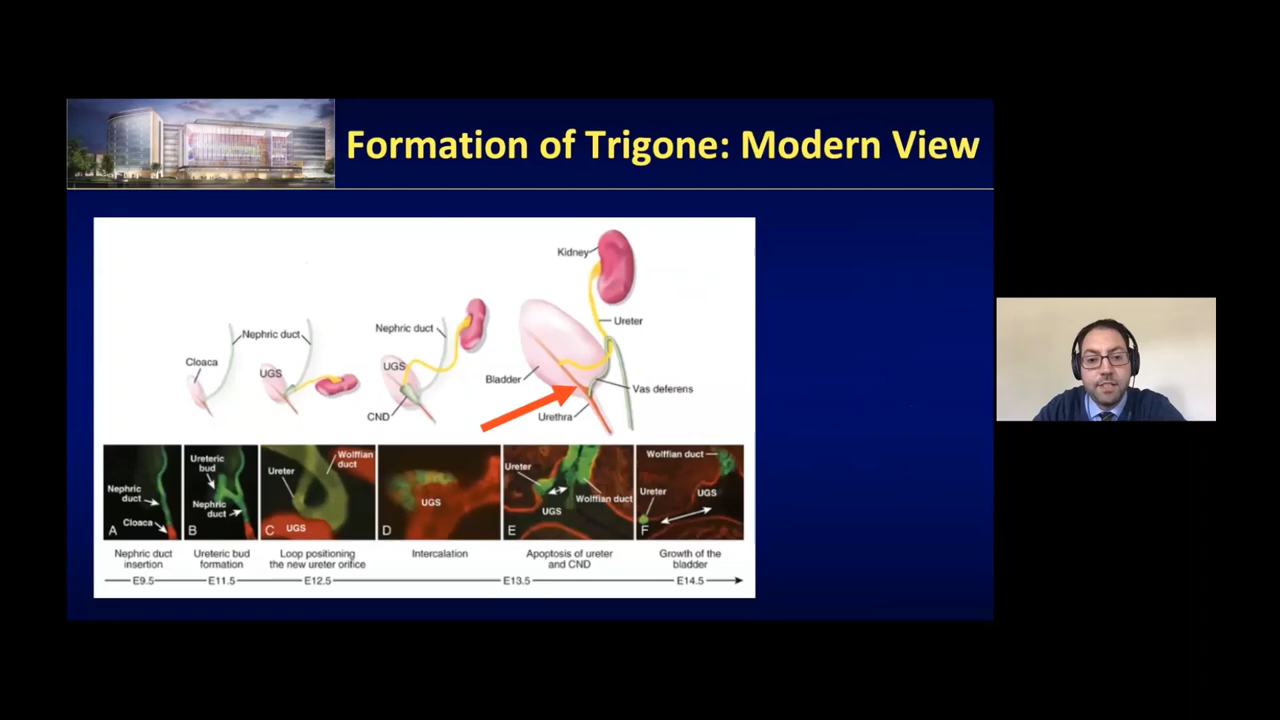 Formation of Trigone: Modern View
Kidney
Ureter
Nephric duct
Nephric duct
Cloaca
UGS
UGS
Bladder
Vas deferens
CND
Urethra
Nephric
duct
Cloaca
A
Ureteric
bud
Nephric
duct
B
Wolffian
duct
Ureter
UGS
C
UGS
D
Ureter
Wolffian duct
UGS
E
Wolffian duct
Ureter
UGS
F
Nephric duct
insertion
Ureteric bud
formation
Loop positioning
the new ureter orifice
Intercalation
Apoptosis of ureter
and CND
Growth of the
bladder
E9.5
E11.5
E12.5
E13.5
E14.5